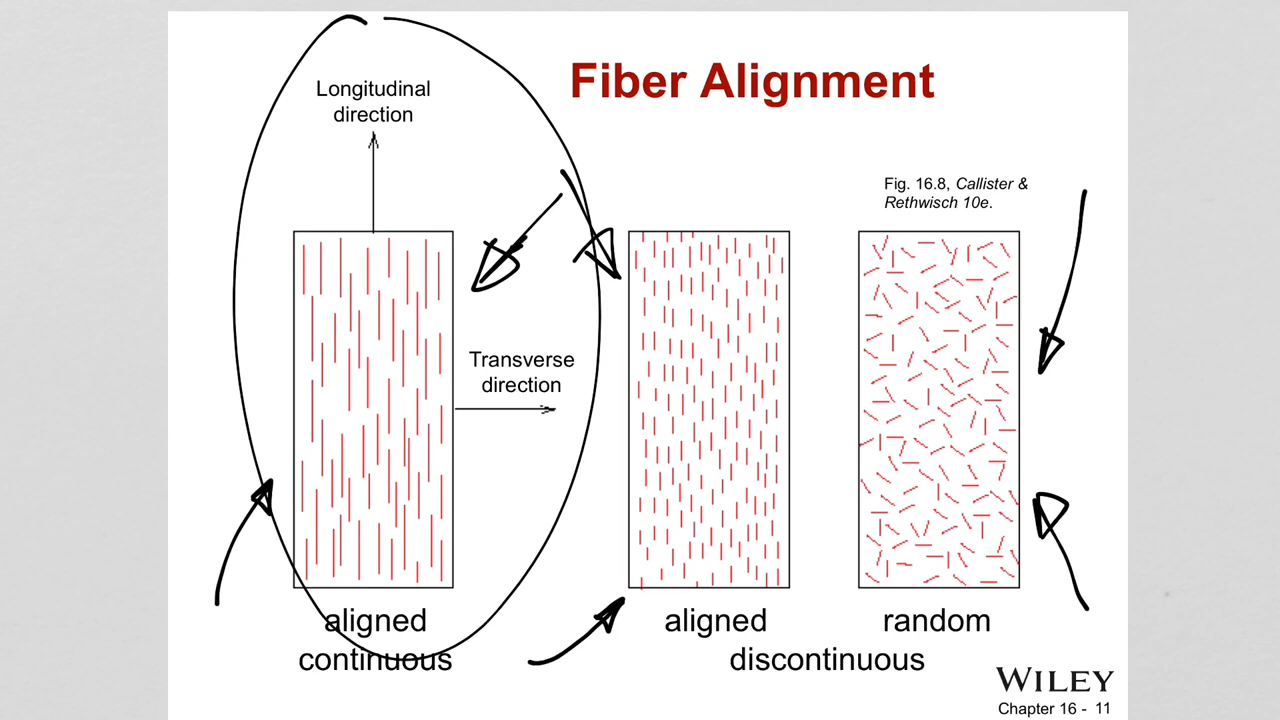 Fiber Alignment
Longitudinal
direction
Fig. 16.8, Callister &
Rethwisch 10e.
Transverse
direction
aligned
continuous
aligned
random
discontinuous
WILEY
Chapter 16 - 11